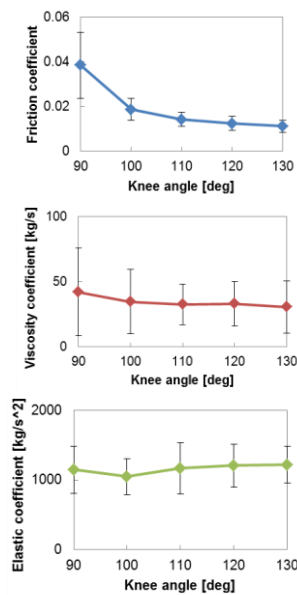 Friction coefficient
0.06
0.04
0.02
0
90 100 110 120 130
Knee angle [deg]
Viscosity coefficient [kg/s]
100
50
0
90 100 110 120 130
Knee angle [deg]
Elastic coefficient [kg/s^2]
2000
1000
0
90 100 110 120 130
Knee angle [deg]